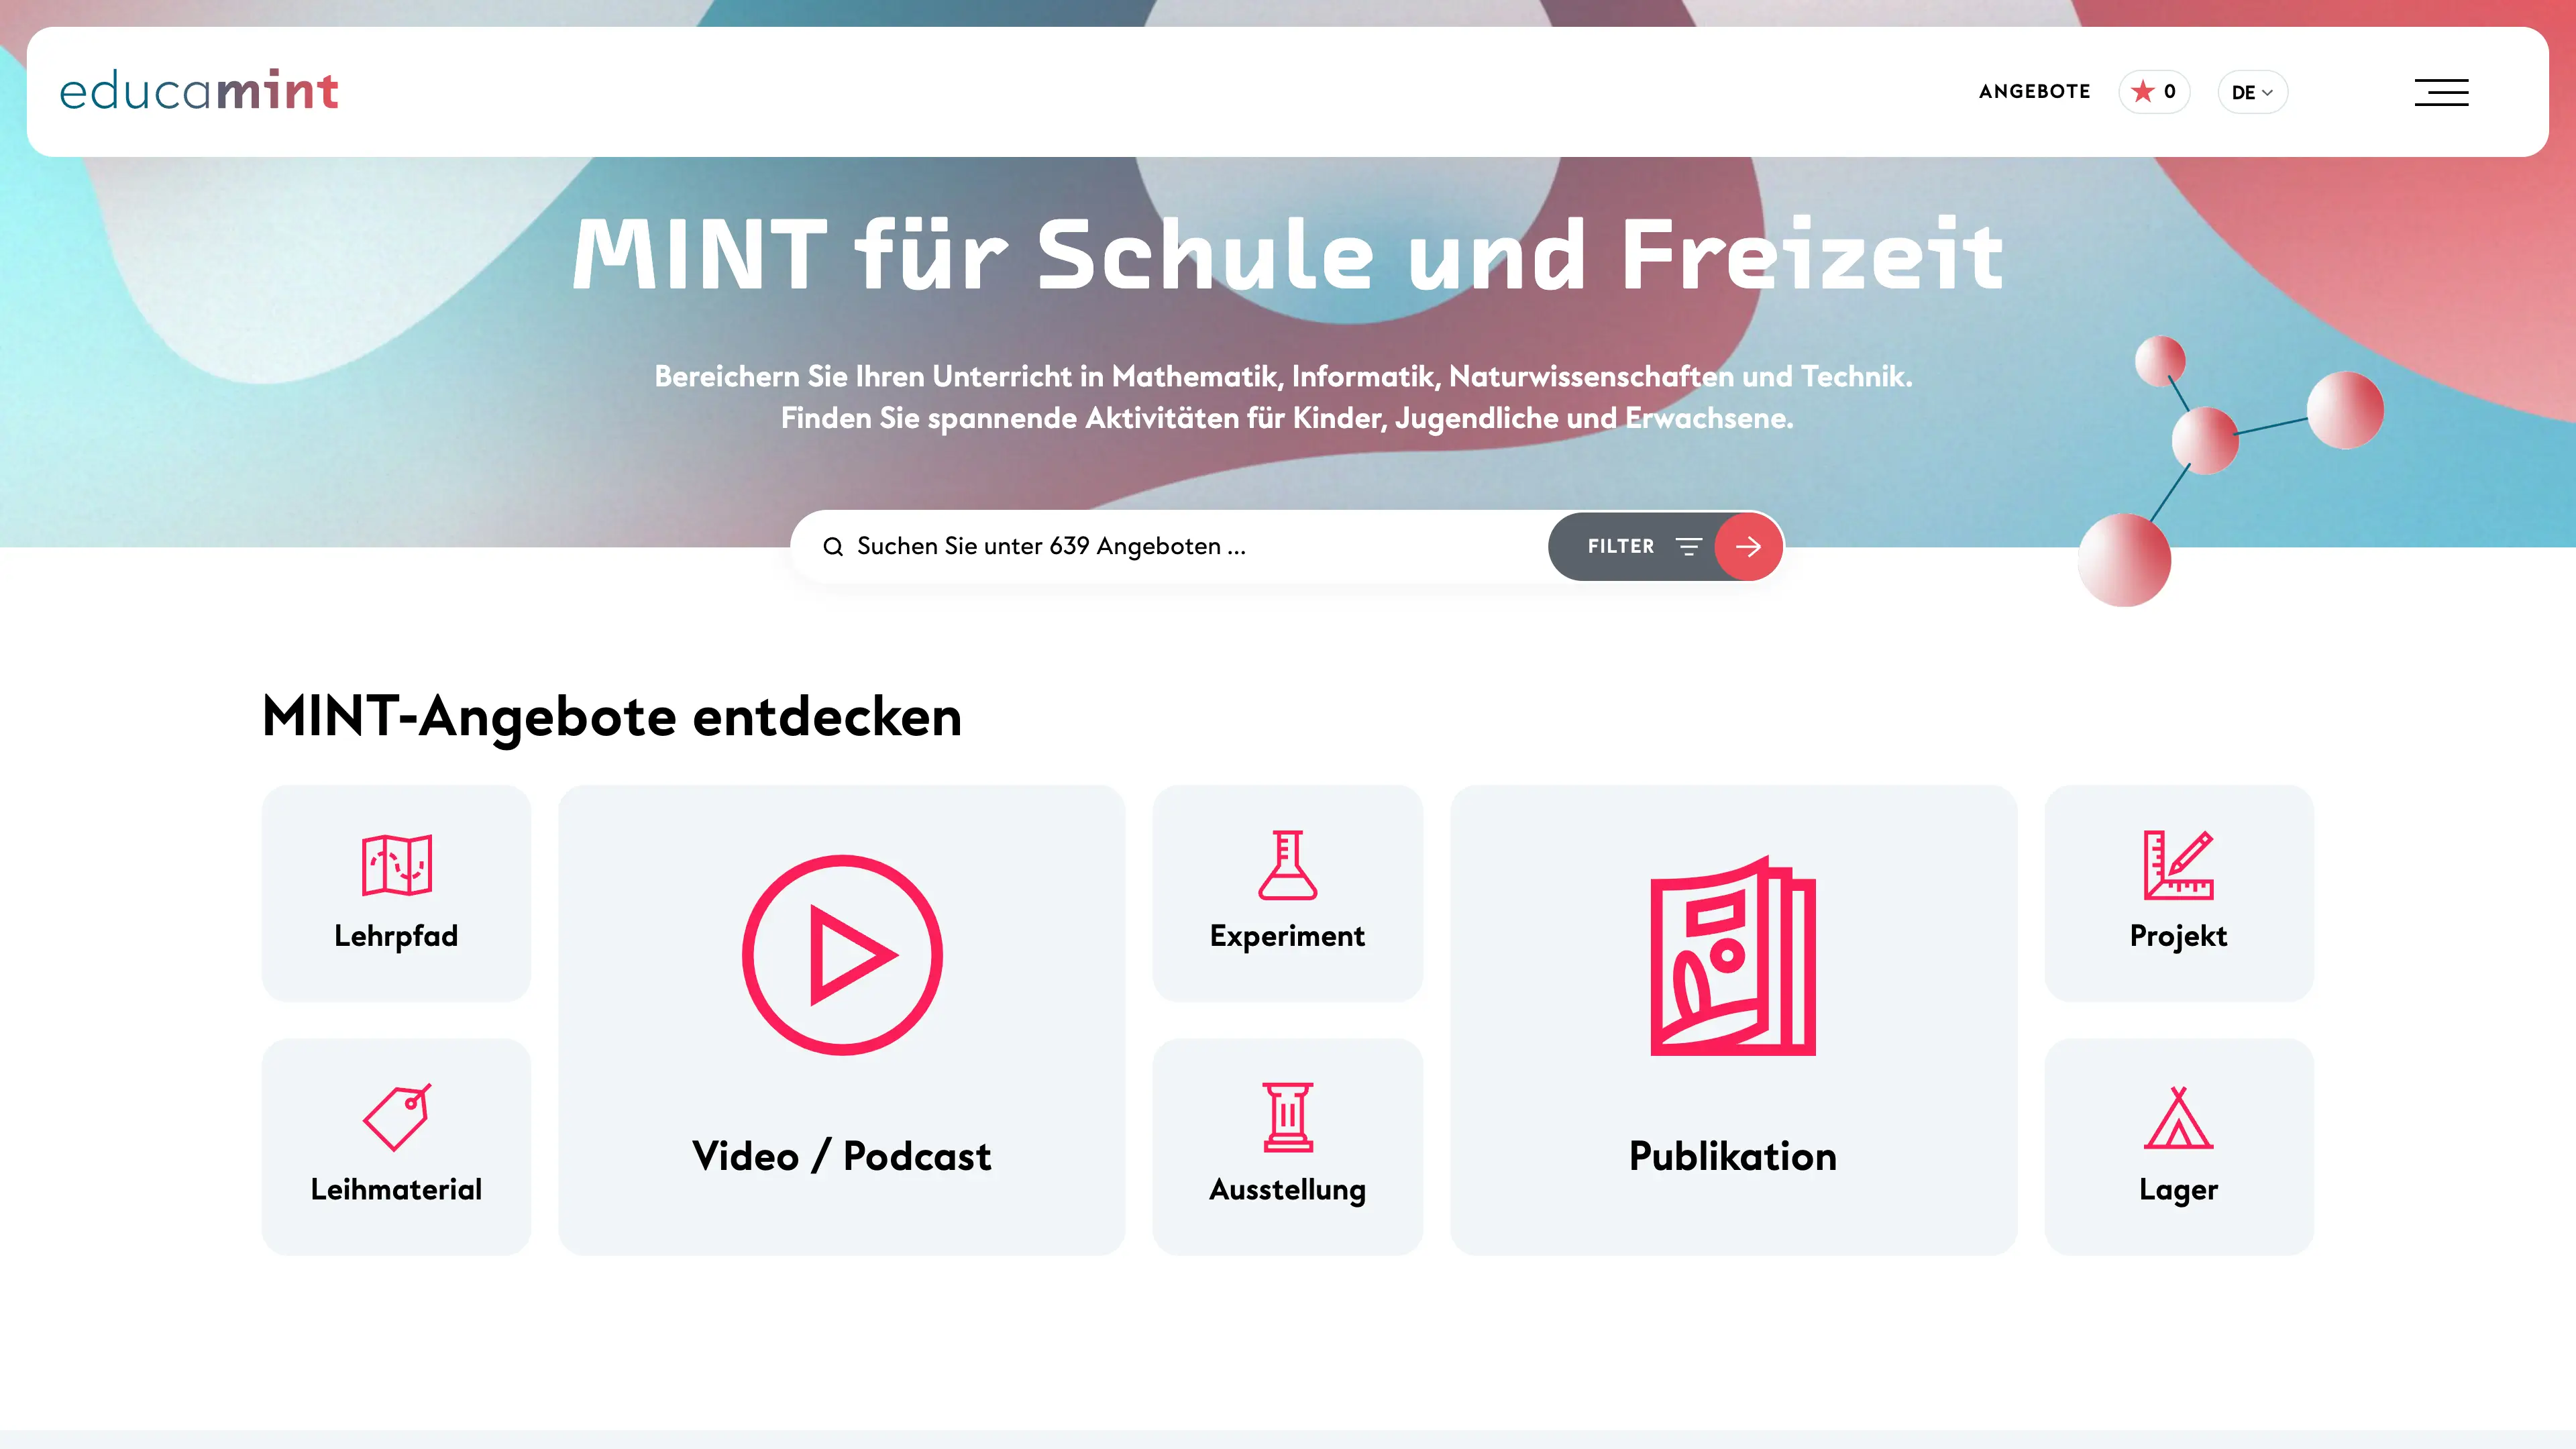 educamint
ANGEBOTE
0
DE
MINT für Schule und Freizeit
Bereichern Sie Ihren Unterricht in Mathematik, Informatik, Naturwissenschaften und Technik.
Finden Sie spannende Aktivitäten für Kinder, Jugendliche und Erwachsene.
Suchen Sie unter 639 Angeboten ...
FILTER
MINT-Angebote entdecken
Lehrpfad
Leihmaterial
Video / Podcast
Experiment
Ausstellung
Publikation
Projekt
Lager